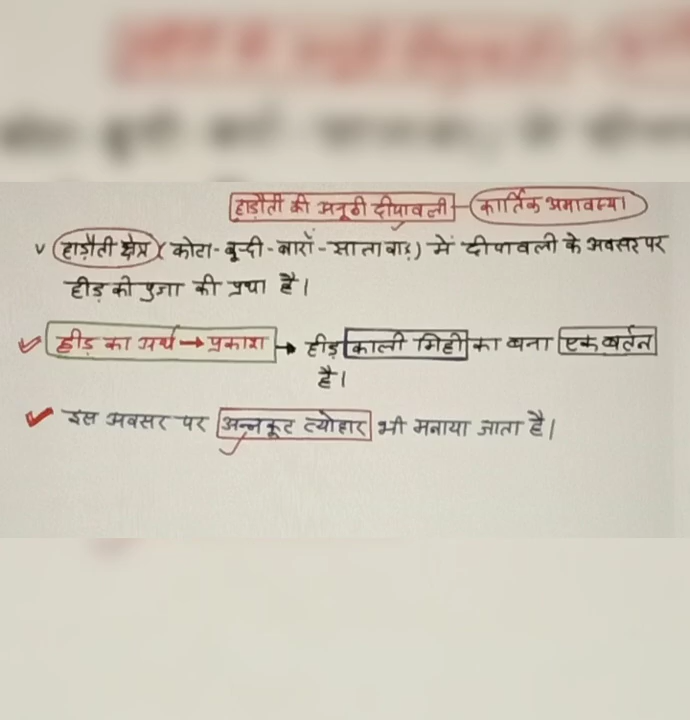 हाड़ौती की अनूठी दीपावली - कार्तिक अमावस्या
हाड़ौती क्षेत्र (कोटा-बून्दी-बाराँ-सालावाड़) में दीपावली के अवसर पर
हीड़ की पुजा की प्रथा है।
हीड़ का अर्थ → प्रकाश → हीड़ काली मिट्टी का बना एक बर्तन
है।
इस अवसर पर अन्नकूट त्योहार भी मनाया जाता है।